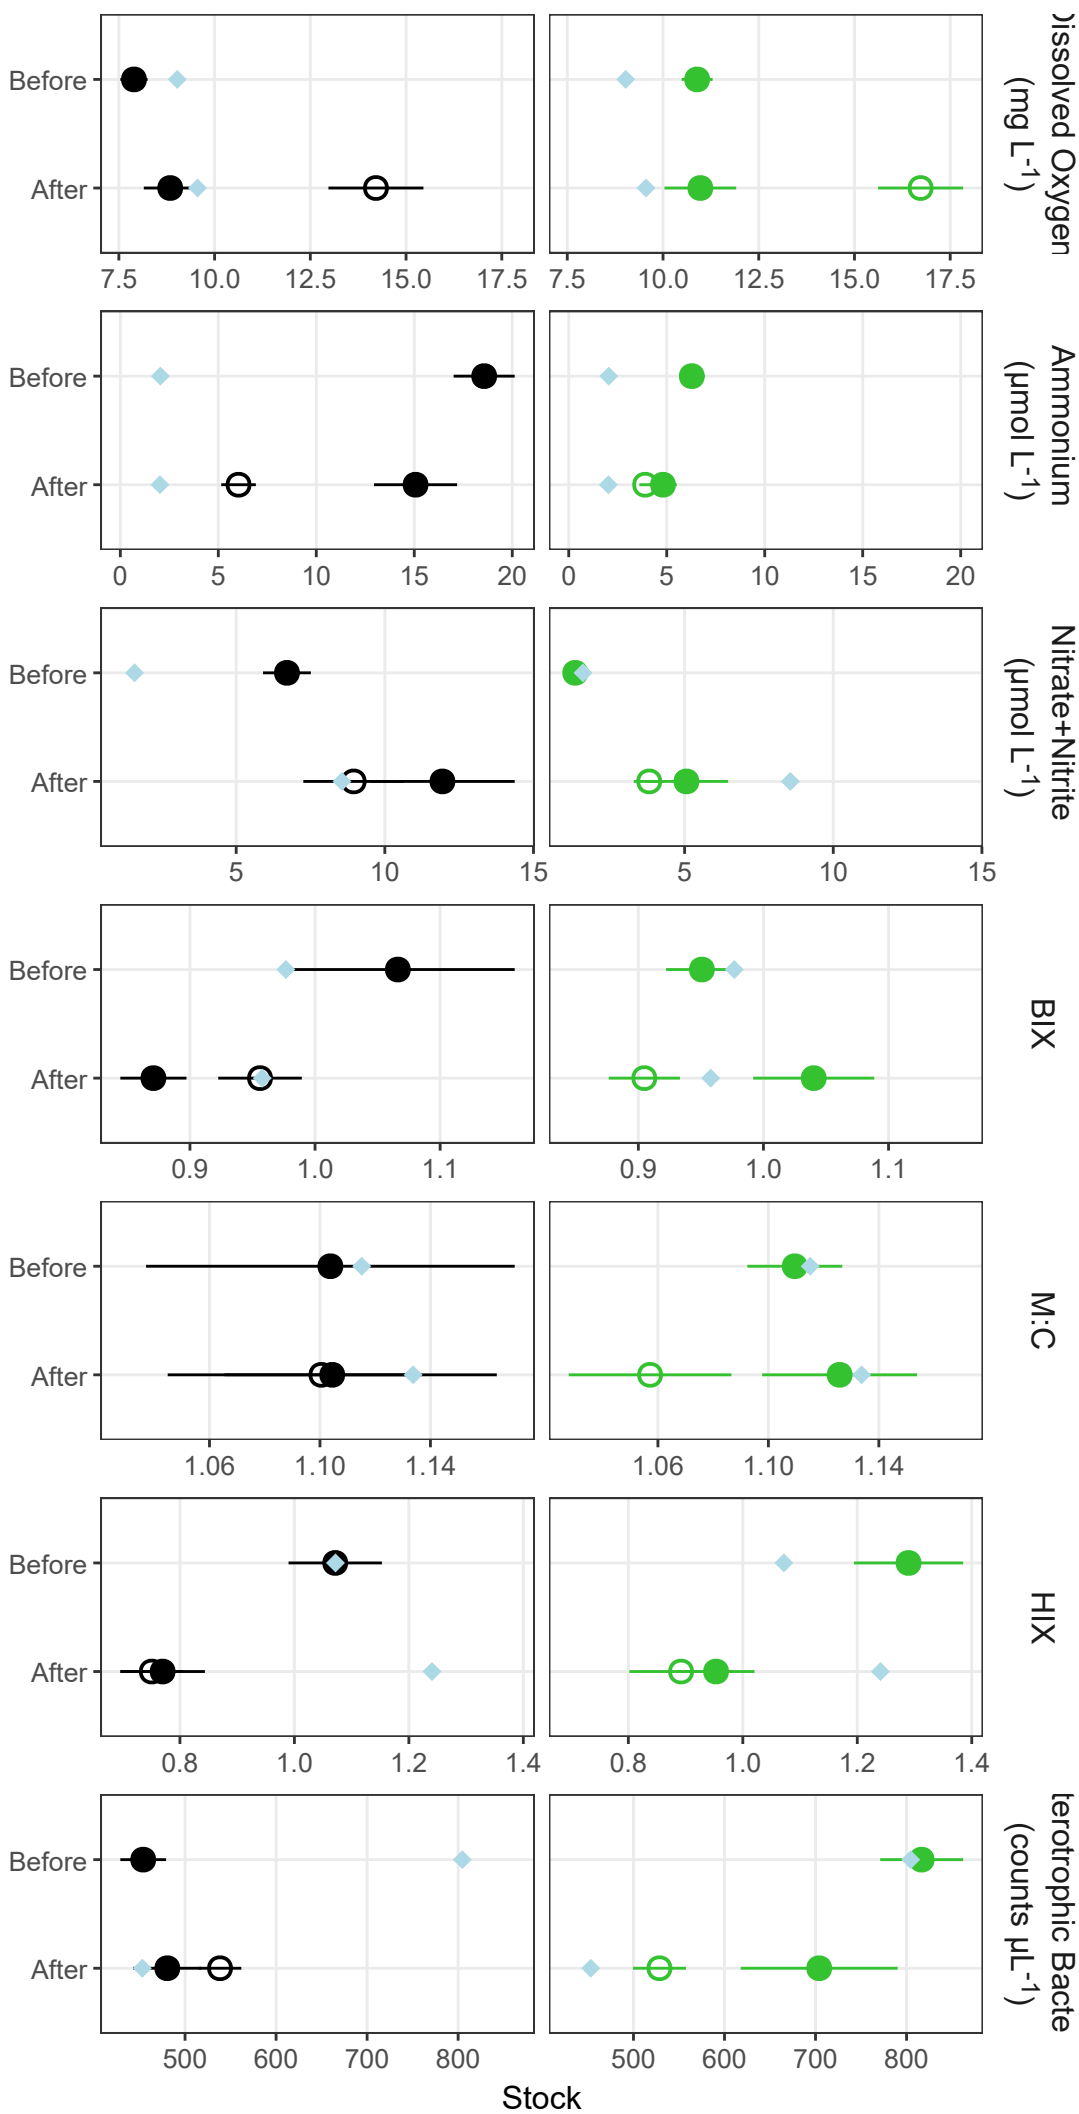 Before
After
7.5 10.0 12.5 15.0 17.5
7.5 10.0 12.5 15.0 17.5
Dissolved Oxygen
(mg L-1)
Before
After
0 5 10 15 20
0 5 10 15 20
Ammonium
(µmol L-1)
Before
After
5 10 15
5 10 15
Nitrate+Nitrite
(µmol L-1)
Before
After
0.9 1.0 1.1
0.9 1.0 1.1
BIX
Before
After
1.06 1.10 1.14
1.06 1.10 1.14
M:C
Before
After
0.8 1.0 1.2 1.4
0.8 1.0 1.2 1.4
HIX
Before
After
500 600 700 800
500 600 700 800
terotrophic Bacte
(counts µL-1)
Stock